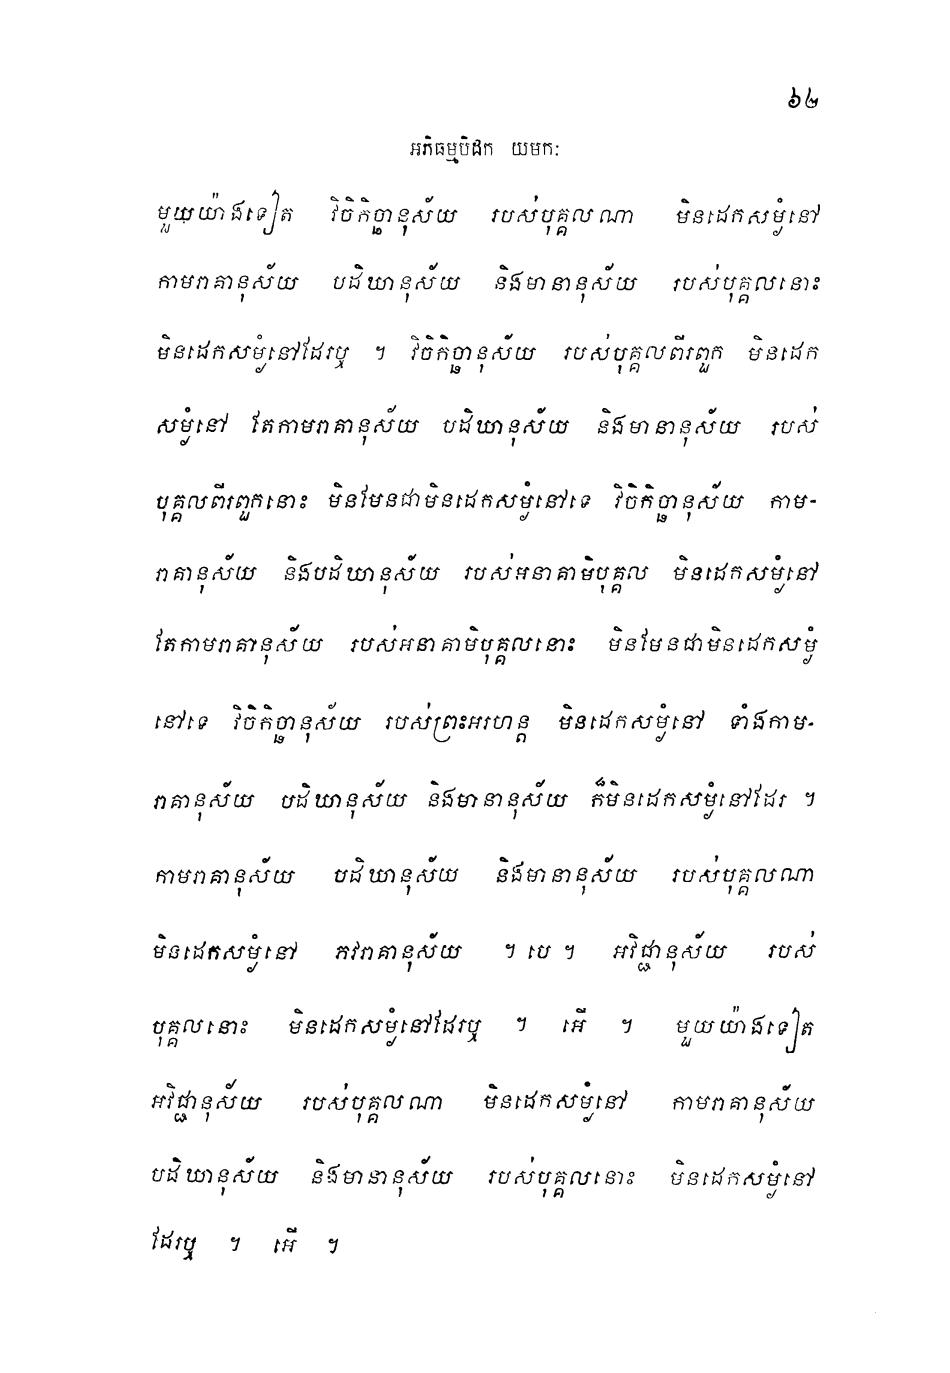 ៦៤
អភិធម្មបិដក យមកៈ
មួយយ៉ាងទៀត វិចិកិច្ឆានុស័យ របស់បុគ្គលណា មិនដេកសម្ងំនៅ
កាមរាគានុស័យ បដិឃានុស័យ និងមានានុស័យ របស់បុគ្គលនោះ
មិនដេកសម្ងំនៅដែរឬ ។ វិចិកិច្ឆានុស័យ របស់បុគ្គលពីរពួក មិនដេក
សម្ងំនៅ តែកាមរាគានុស័យ បដិឃានុស័យ និងមានានុស័យ របស់
បុគ្គលពីរពួកនោះ មិនមែនជាមិនដេកសម្ងំនៅទេ វិចិកិច្ឆានុស័យ កាម-
រាគានុស័យ និងបដិឃានុស័យ របស់អនាគាមិបុគ្គល មិនដេកសម្ងំនៅ
តែកាមរាគានុស័យ របស់អនាគាមិបុគ្គលនោះ មិនមែនជាមិនដេកសម្ងំ
នៅទេ វិចិកិច្ឆានុស័យ របស់ព្រះអរហន្ត មិនដេកសម្ងំនៅ ទាំងកាម-
រាគានុស័យ បដិឃានុស័យ និងមានានុស័យ ក៏មិនដេកសម្ងំនៅដែរ ។
កាមរាគានុស័យ បដិឃានុស័យ និងមានានុស័យ របស់បុគ្គលណា
មិនដេកសម្ងំនៅ ភវរាគានុស័យ ។ បេ ។ អវិជ្ជានុស័យ របស់
បុគ្គលនោះ មិនដេកសម្ងំនៅដែរឬ ។ អើ ។ មួយយ៉ាងទៀត
អវិជ្ជានុស័យ របស់បុគ្គលណា មិនដេកសម្ងំនៅ កាមរាគានុស័យ
បដិឃានុស័យ និងមានានុស័យ របស់បុគ្គលនោះ មិនដេកសម្ងំនៅ
ដែរឬ ។ អើ ។